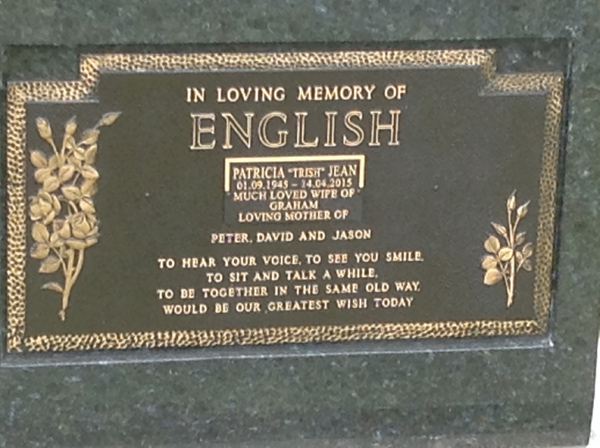 IN LOVING MEMORY OF
ENGLISH
PATRICIA "TRISH" JEAN
01.09.1945 - 14.04.2015
MUCH LOVED WIFE OF
GRAHAM
LOVING MOTHER OF
PETER, DAVID AND JASON
TO HEAR YOUR VOICE, TO SEE YOU SMILE,
TO SIT AND TALK A WHILE,
TO BE TOGETHER IN THE SAME OLD WAY,
WOULD BE OUR GREATEST WISH TODAY